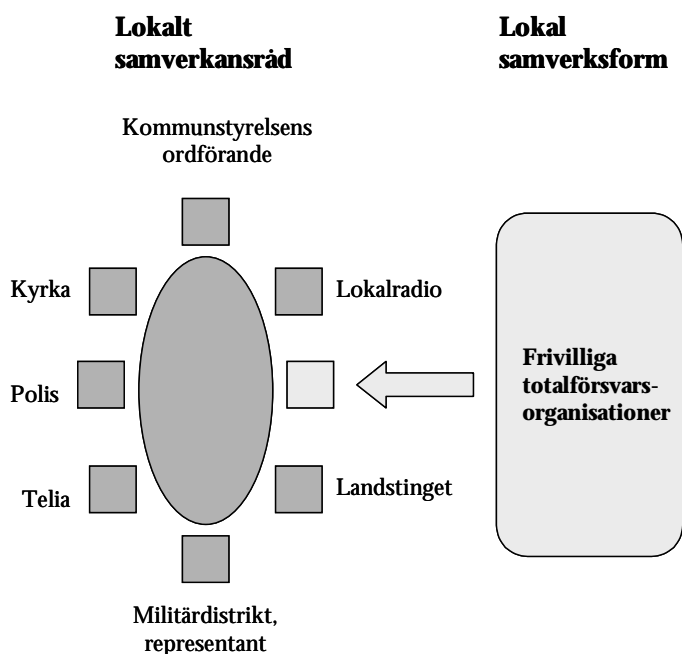 Lokalt
samverkansråd
Lokal
samverksform
Kommunstyrelsens
ordförande
Kyrka
Lokalradio
Polis
Frivilliga
totalförsvars-
organisationer
Telia
Landstinget
Militärdistrikt,
representant